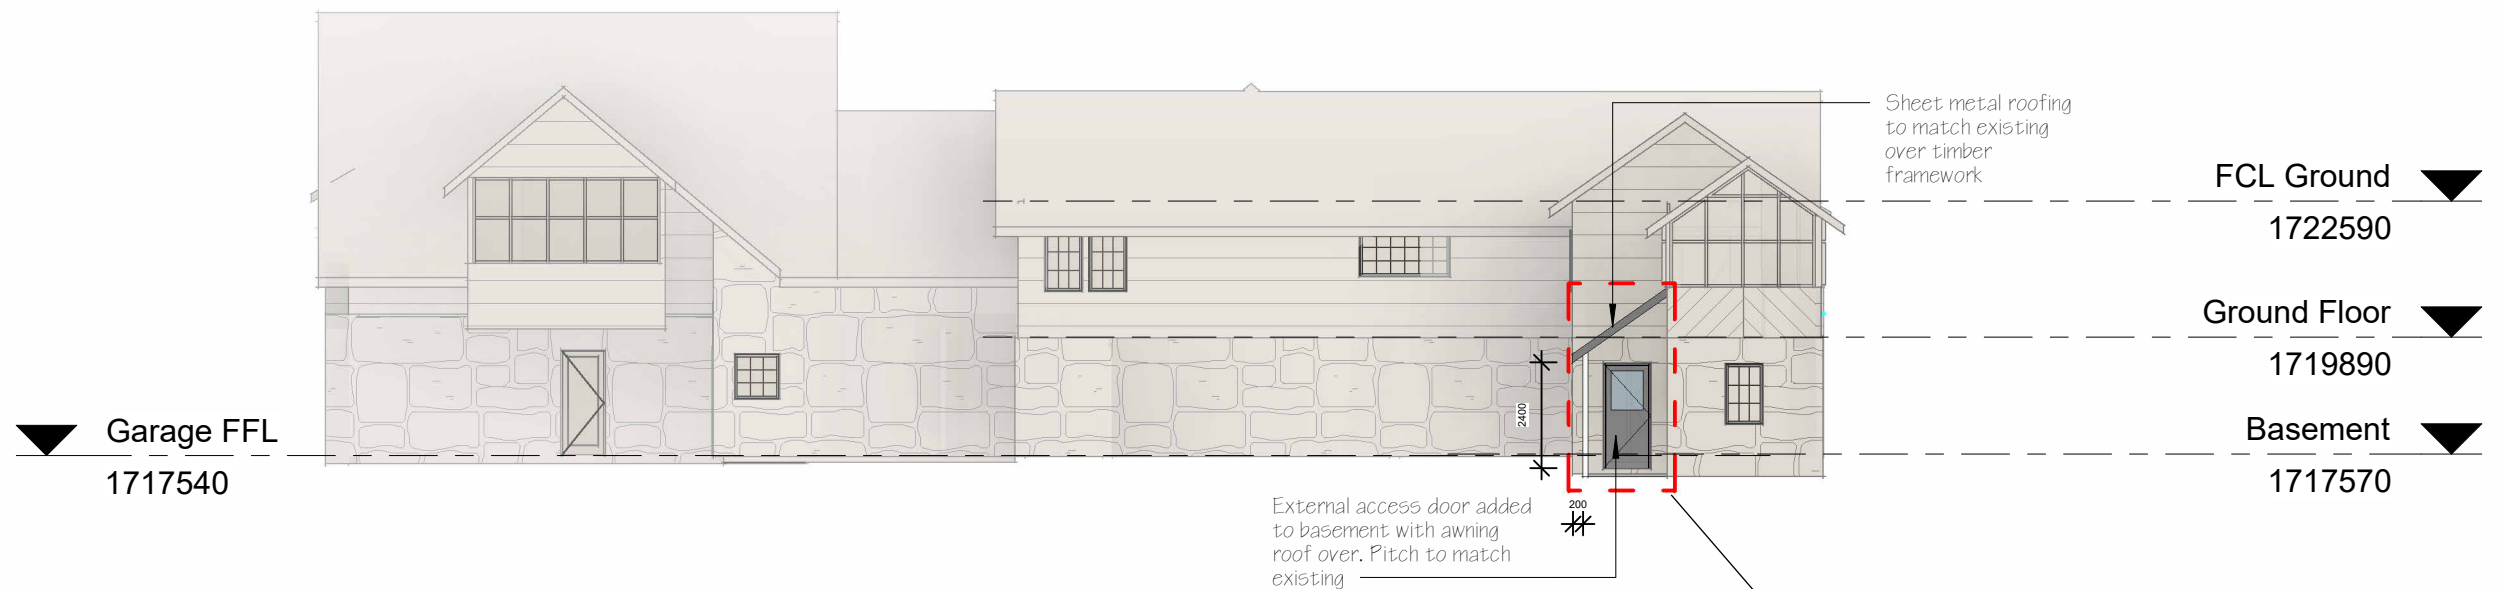 Sheet metal roofing
to match existing
over timber
framework
FCL Ground
1722590
Ground Floor
1719890
Garage FFL
1717540
Basement
1717570
2400
200
External access door added
to basement with awning
roof over. Pitch to match
existing